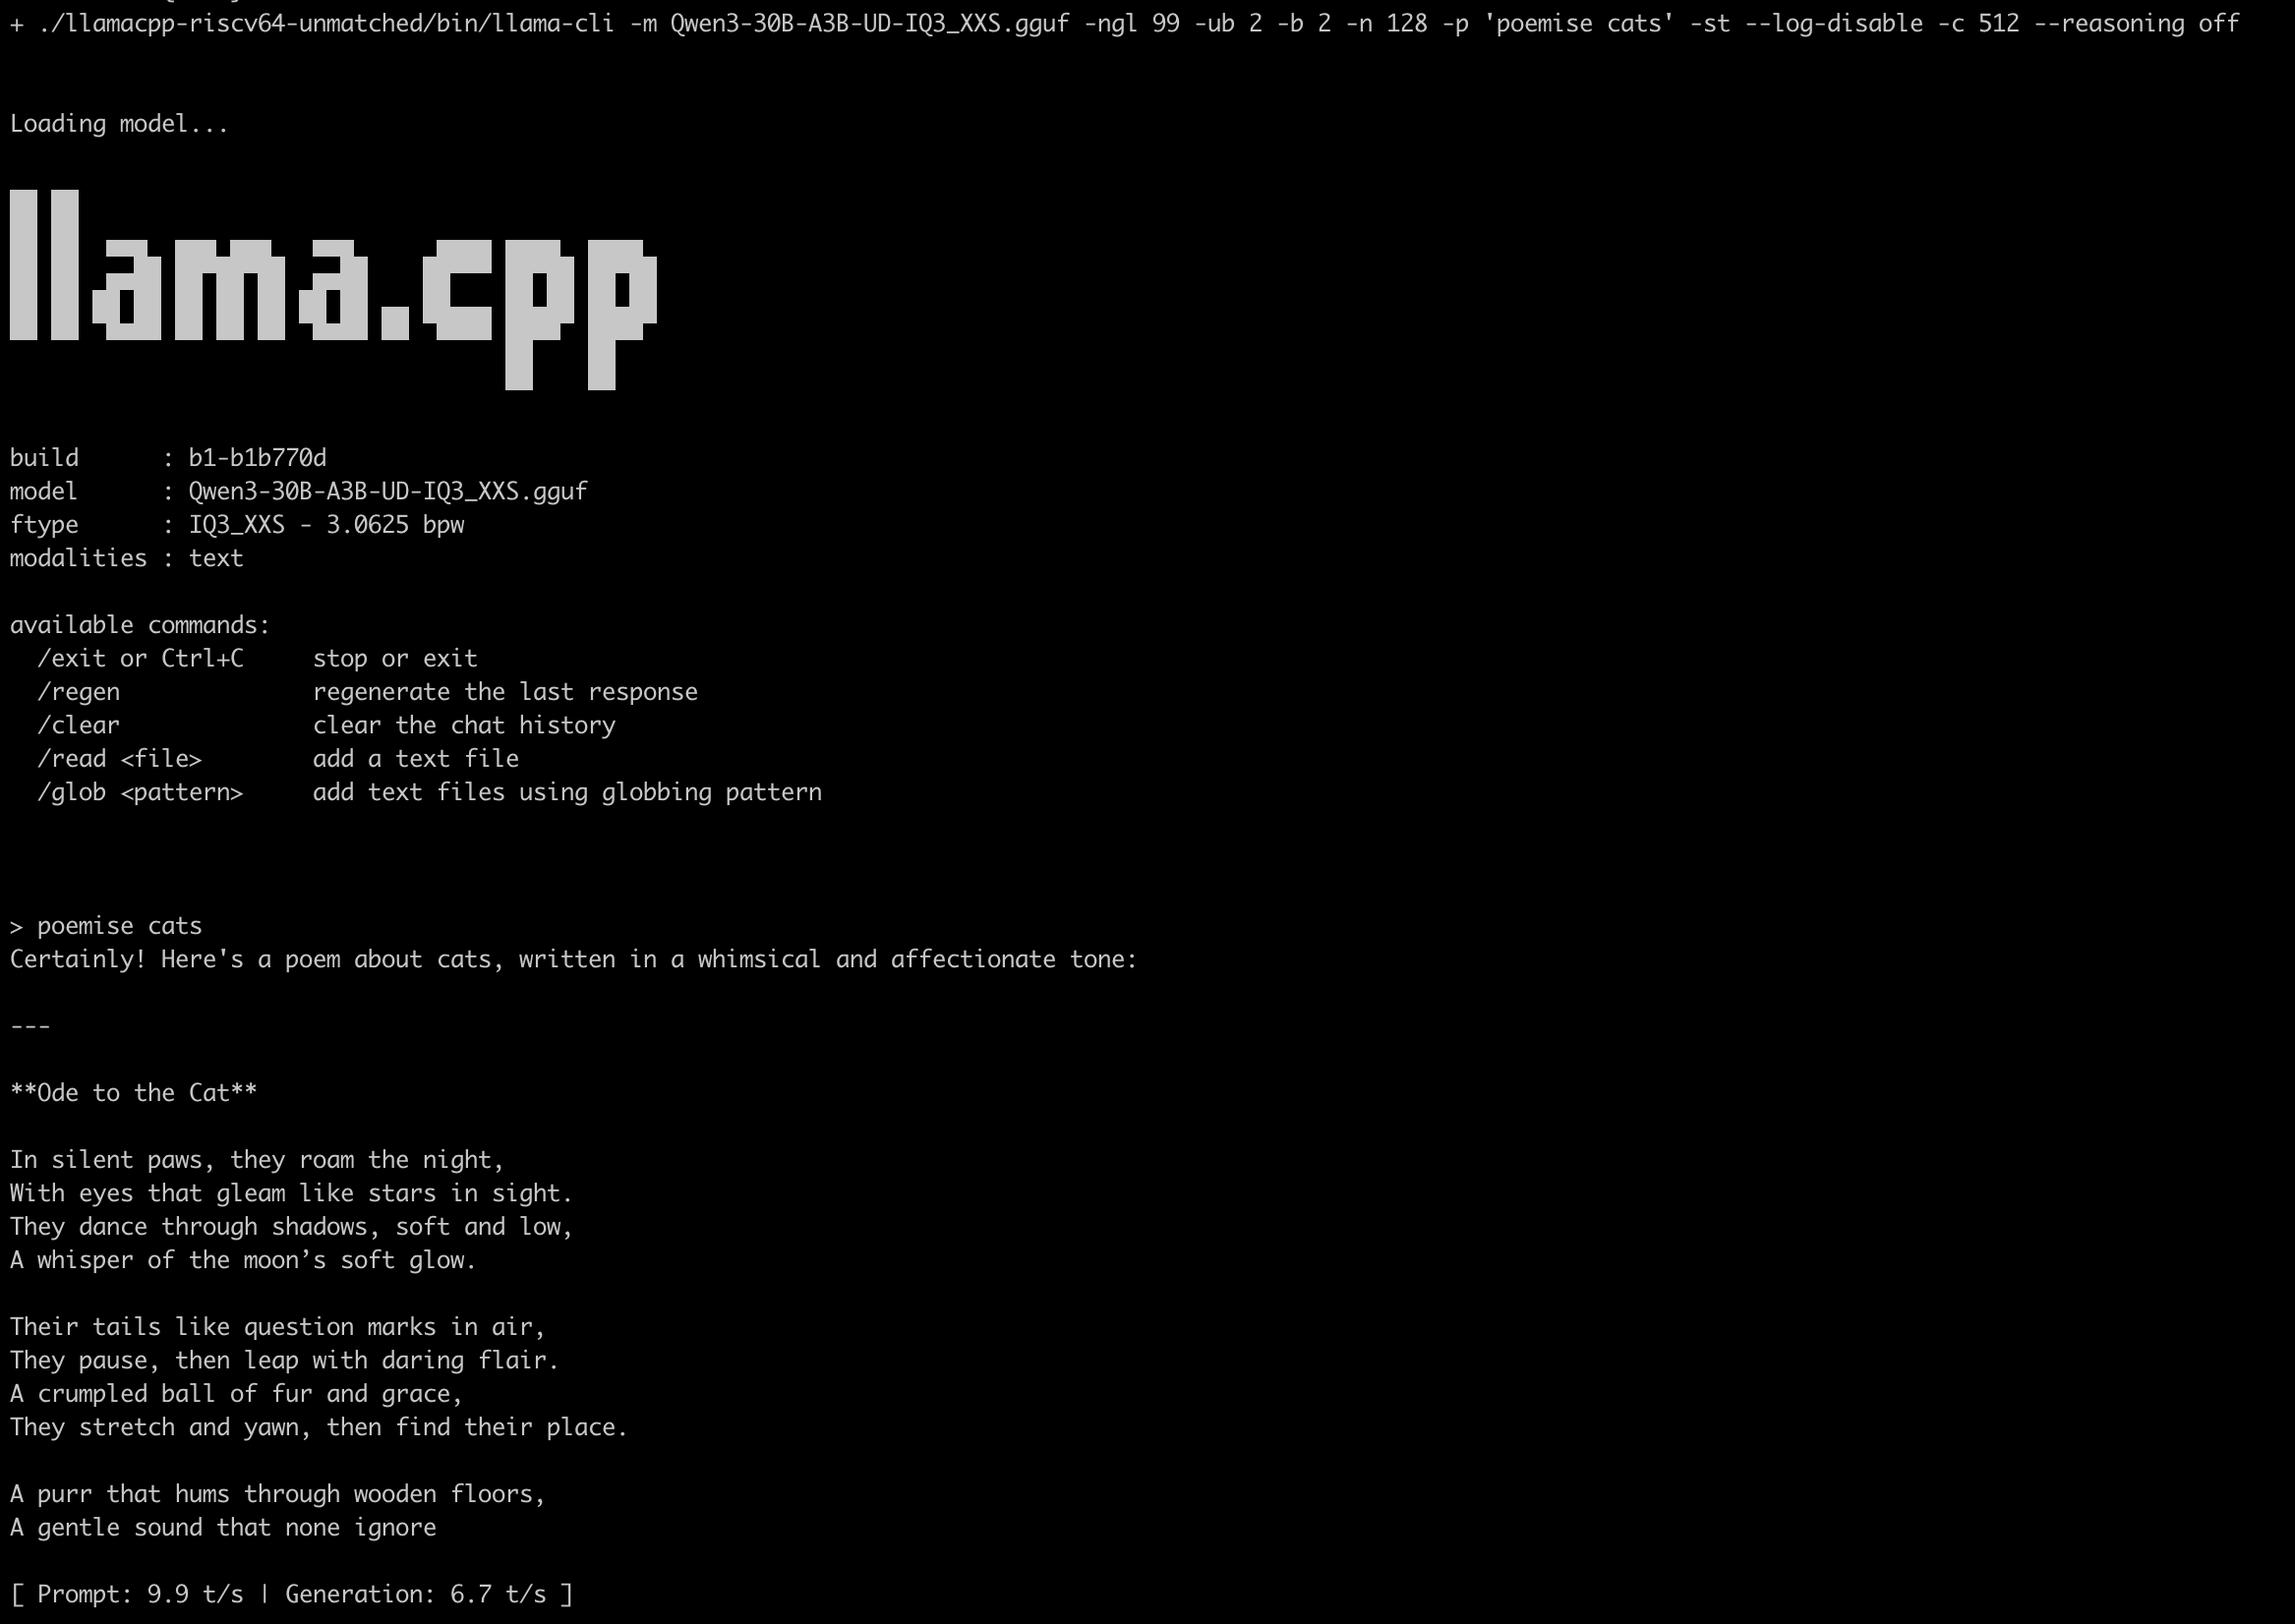 + ./llamacpp-riscv64-unmatched/bin/llama-cli -m Qwen3-30B-A3B-UD-IQ3_XXS.gguf -ngl 99 -ub 2 -b 2 -n 128 -p 'poemise cats' -st --log-disable -c 512 --reasoning off
Loading model...
llama.cpp
build      : b1-b1b770d
model      : Qwen3-30B-A3B-UD-IQ3_XXS.gguf
ftype      : IQ3_XXS - 3.0625 bpw
modalities : text
available commands:
  /exit or Ctrl+C     stop or exit
  /regen              regenerate the last response
  /clear              clear the chat history
  /read <file>        add a text file
  /glob <pattern>     add text files using globbing pattern
> poemise cats
Certainly! Here's a poem about cats, written in a whimsical and affectionate tone:
---
**Ode to the Cat**
In silent paws, they roam the night,
With eyes that gleam like stars in sight.
They dance through shadows, soft and low,
A whisper of the moon’s soft glow.
Their tails like question marks in air,
They pause, then leap with daring flair.
A crumpled ball of fur and grace,
They stretch and yawn, then find their place.
A purr that hums through wooden floors,
A gentle sound that none ignore
[ Prompt: 9.9 t/s | Generation: 6.7 t/s ]